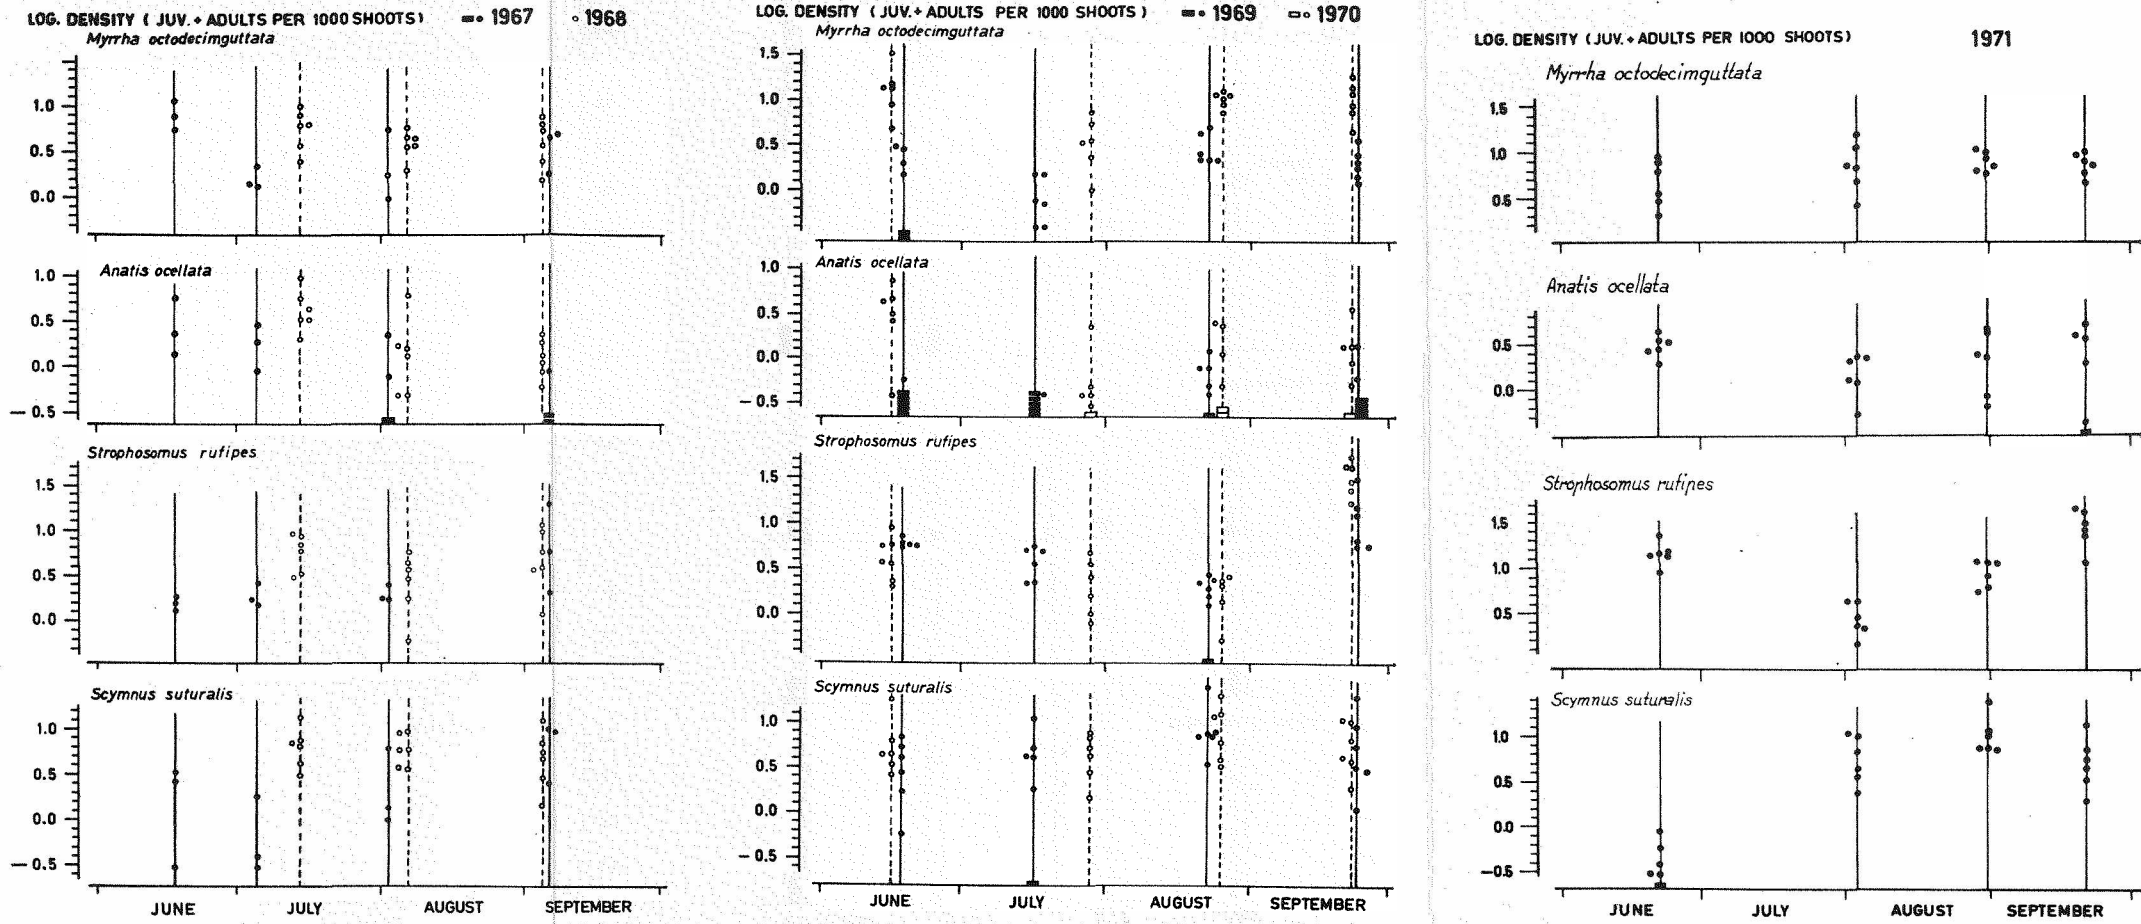 LOG. DENSITY ( JUV. + ADULTS PER 1000 SHOOTS ) 1967 1968
Myrrha octodecimguttata
1.0
0.5
0.0
Anatis ocellata
1.0
0.5
0.0
— 0.5
Strophosomus rufipes
1.5
1.0
0.5
0.0
Scymnus suturalis
1.0
0.5
0.0
— 0.5
JUNE JULY AUGUST SEPTEMBER
LOG. DENSITY ( JUV. + ADULTS PER 1000 SHOOTS ) 1969 1970
Myrrha octodecimguttata
1.5
1.0
0.5
0.0
Anatis ocellata
1.0
0.5
0.0
— 0.5
Strophosomus rufipes
1.5
1.0
0.5
0.0
Scymnus suturalis
1.0
0.5
0.0
— 0.5
JUNE JULY AUGUST SEPTEMBER
LOG. DENSITY ( JUV. + ADULTS PER 1000 SHOOTS ) 1971
Myrrha octodecimguttata
1.5
1.0
0.5
Anatis ocellata
0.5
0.0
Strophosomus rufipes
1.5
1.0
0.5
Scymnus suturalis
1.0
0.5
0.0
—0.5
JUNE JULY AUGUST SEPTEMBER